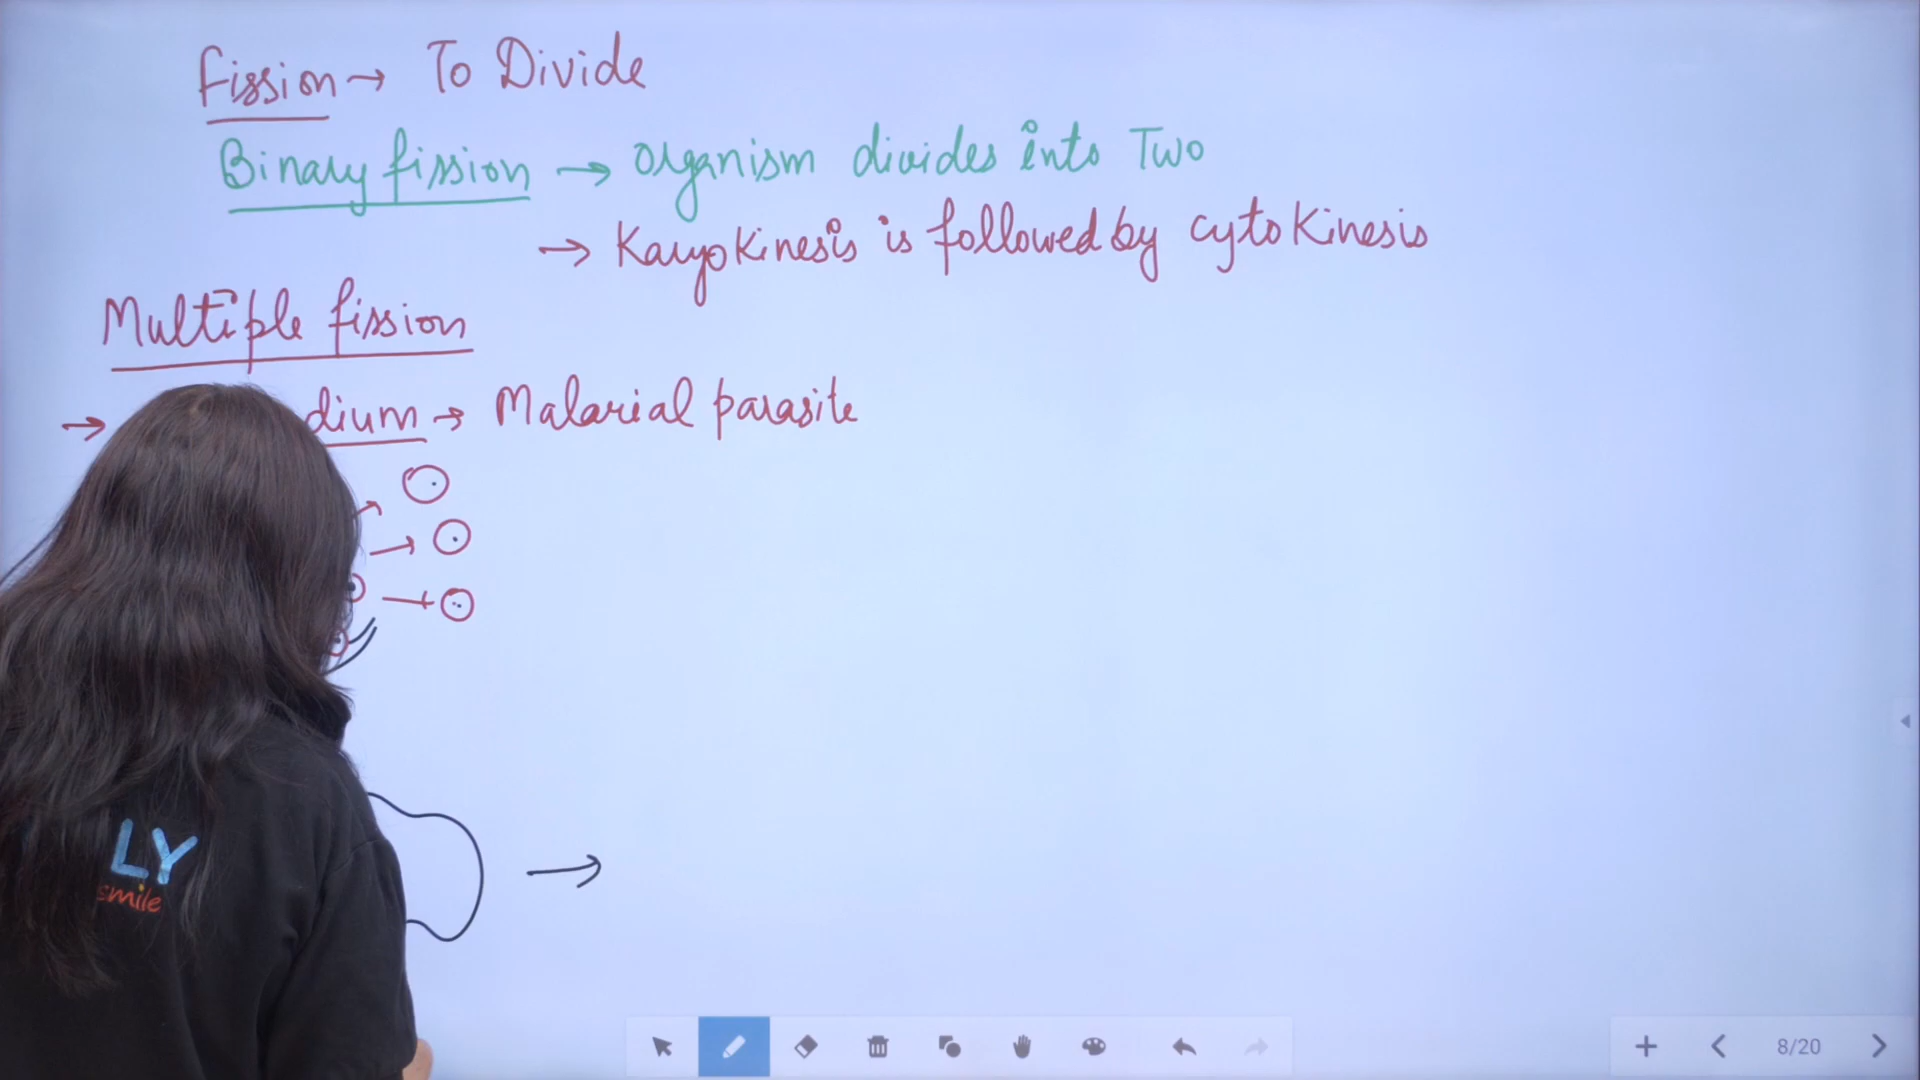 Fission → To Divide
Binary fission → Organism divides into Two
→ Karyokinesis is followed by cytokinesis
Multiple fission
→ dium → Malarial parasite
LY
smile
8/20